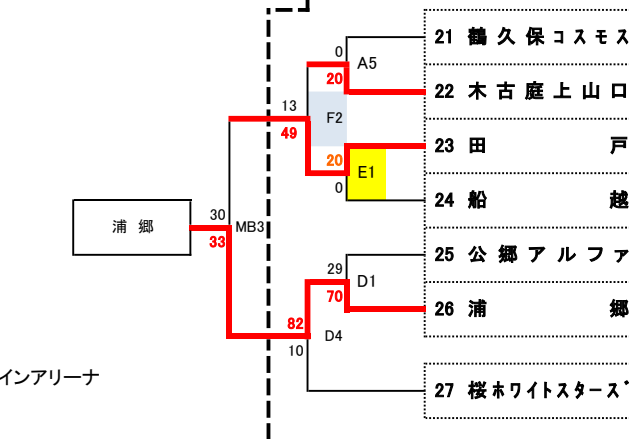 0
21 鶴久保コスモス
A5
20
22 木古庭上山口
13
F2
49
20
23 田戸
E1
0
24 船越
浦郷
30
MB3
33
29
25 公郷アルファ
D1
70
26 浦郷
82
D4
10
27 桜ホワイトスターズ
インアリーナ